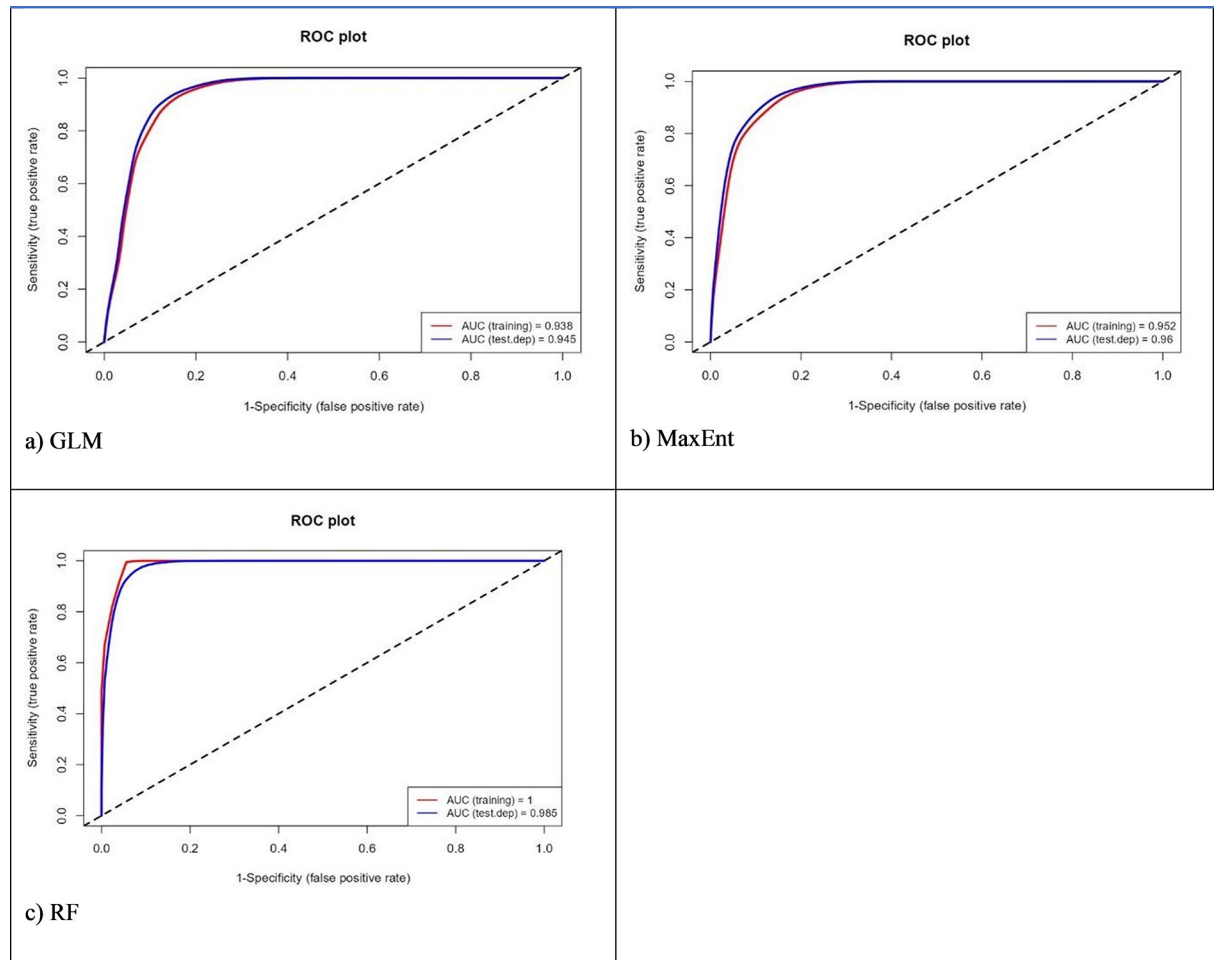 ROC plot
Sensitivity (true positive rate)
1.0
0.8
0.6
0.4
0.2
0.0
0.0 0.2 0.4 0.6 0.8 1.0
1-Specificity (false positive rate)
AUC (training) = 0.938
AUC (test.dep) = 0.945
a) GLM
ROC plot
Sensitivity (true positive rate)
1.0
0.8
0.6
0.4
0.2
0.0
0.0 0.2 0.4 0.6 0.8 1.0
1-Specificity (false positive rate)
AUC (training) = 0.952
AUC (test.dep) = 0.96
b) MaxEnt
ROC plot
Sensitivity (true positive rate)
1.0
0.8
0.6
0.4
0.2
0.0
0.0 0.2 0.4 0.6 0.8 1.0
1-Specificity (false positive rate)
AUC (training) = 1
AUC (test.dep) = 0.985
c) RF